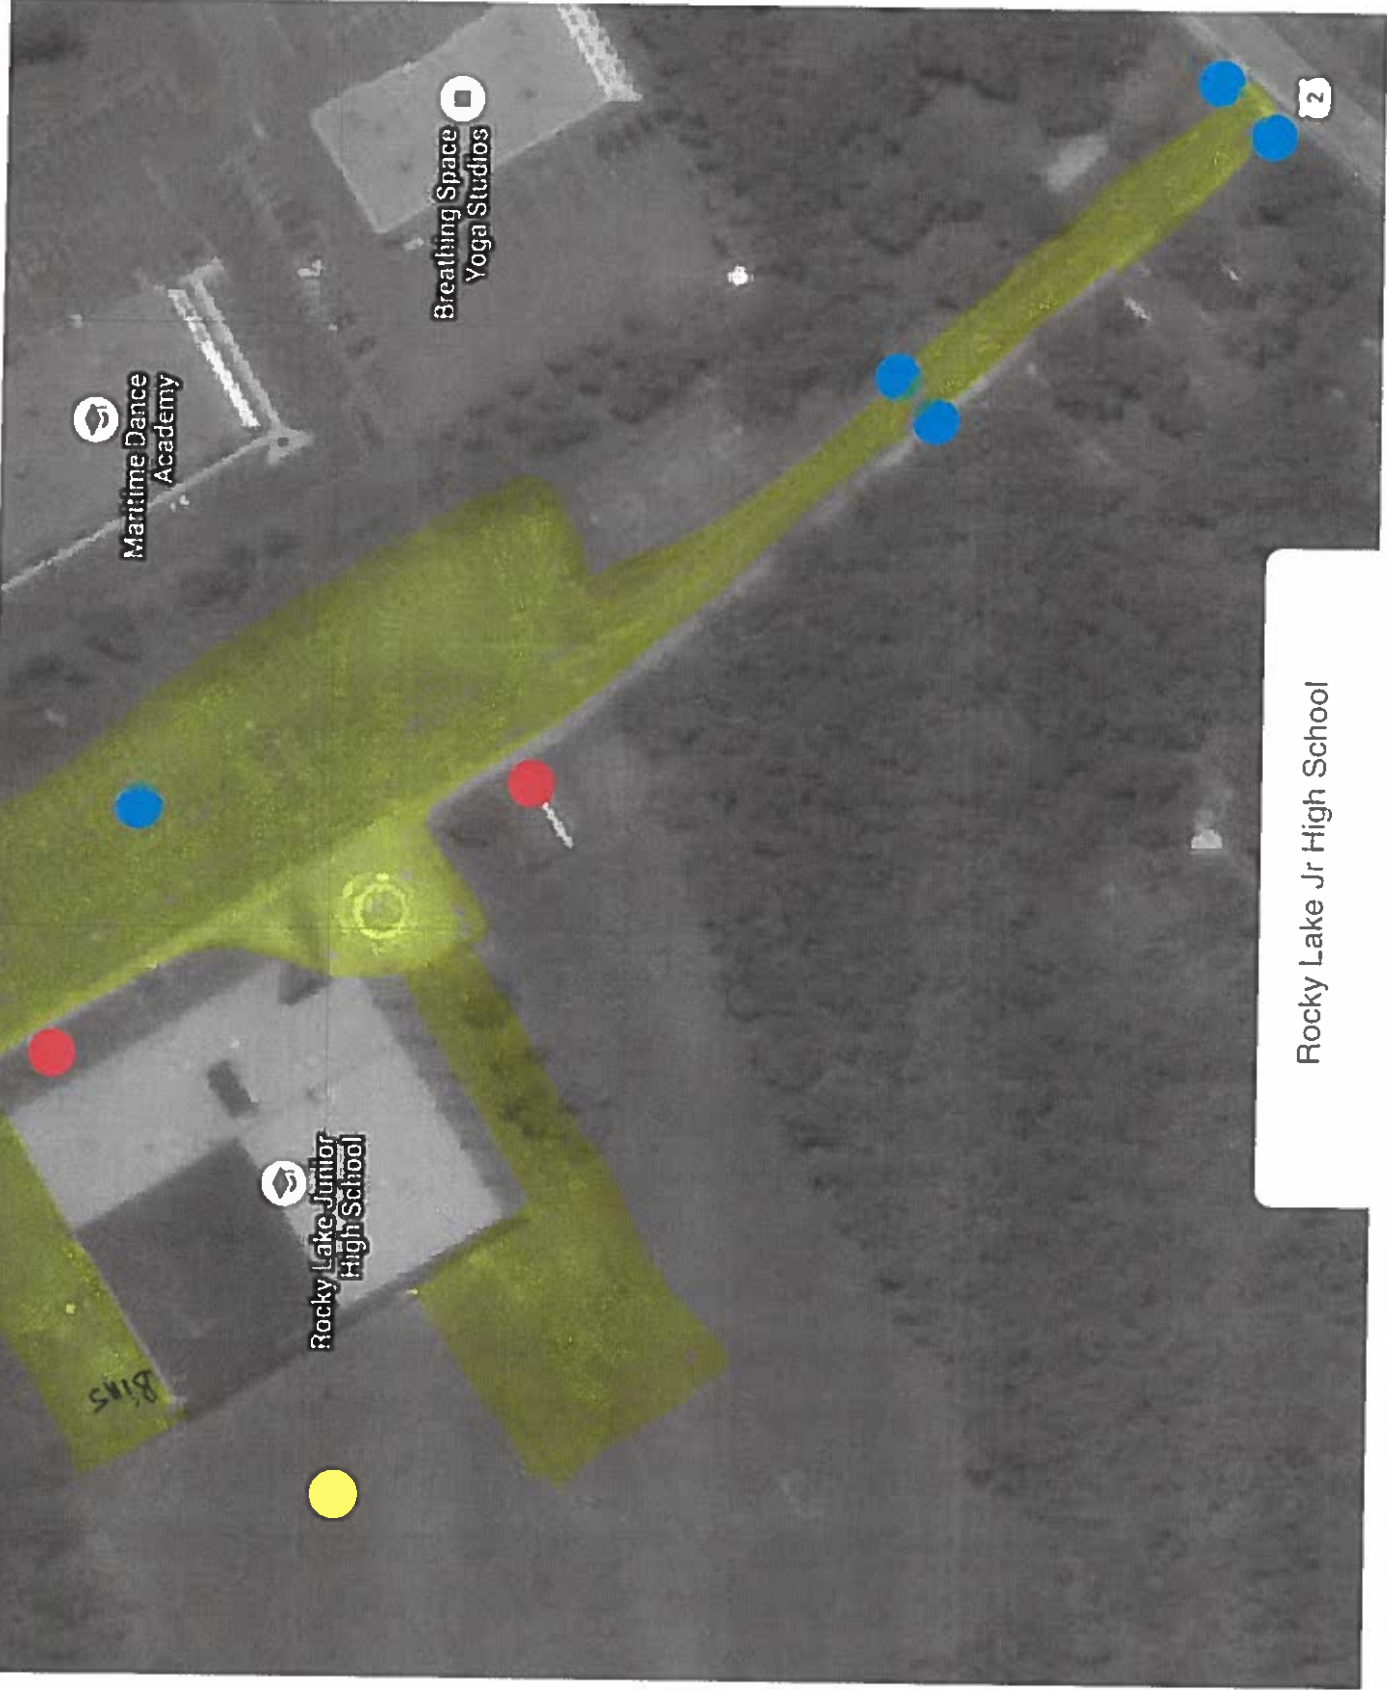 Breathing Space
Yoga Studios
2
Maritime Dance
Academy
Rocky Lake Junior
High School
Bins
Rocky Lake Jr High School